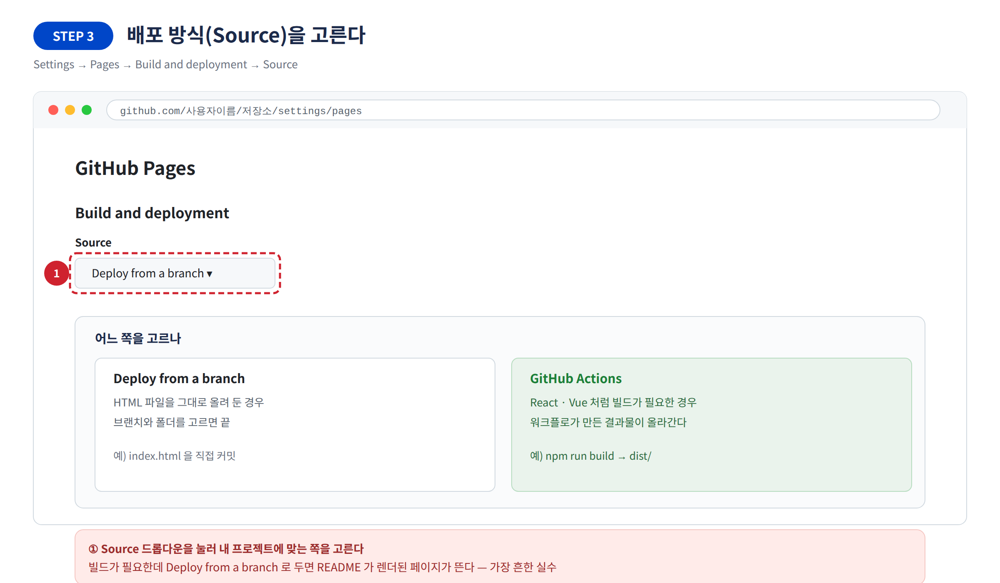 STEP 3
배포 방식(Source)을 고른다
Settings → Pages → Build and deployment → Source
github.com/사용자이름/저장소/settings/pages
GitHub Pages
Build and deployment
Source
1
Deploy from a branch ▾
어느 쪽을 고르나
Deploy from a branch
HTML 파일을 그대로 올려 둔 경우
브랜치와 폴더를 고르면 끝
예) index.html 을 직접 커밋
GitHub Actions
React · Vue 처럼 빌드가 필요한 경우
워크플로가 만든 결과물이 올라간다
예) npm run build → dist/
① Source 드롭다운을 눌러 내 프로젝트에 맞는 쪽을 고른다
빌드가 필요한데 Deploy from a branch 로 두면 README 가 렌더된 페이지가 뜬다 — 가장 흔한 실수